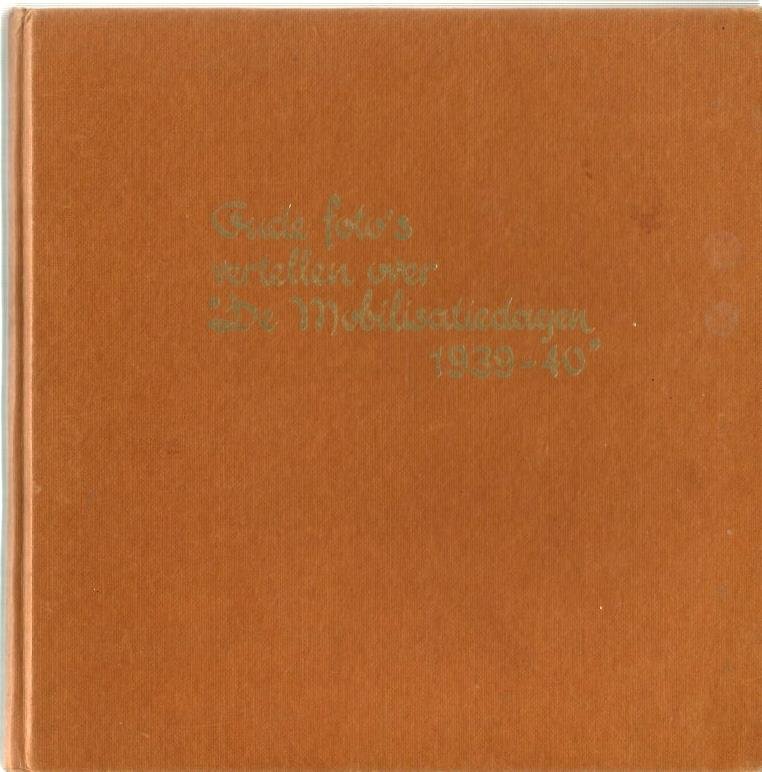 Oude foto's
vertellen over
"De Mobilisatiedagen
1939-40"